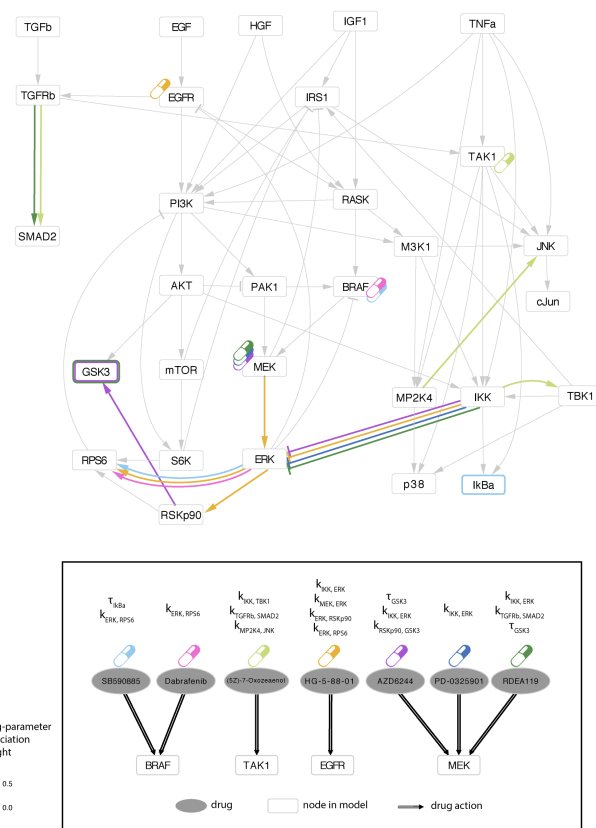 TGFb
EGF
HGF
IGF1
TNFa
TGFRb
EGFR
IRS1
TAK1
PI3K
RASK
SMAD2
M3K1
JNK
AKT
PAK1
BRAF
cJun
GSK3
mTOR
MEK
MP2K4
IKK
TBK1
RPS6
S6K
ERK
p38
IkBa
RSKp90
τIkBa
kERK, RPS6
kERK, RPS6
kIKK, TBK1
kTGFRb, SMAD2
kMP2K4, JNK
kIKK, ERK
kMEK, ERK
kERK, RSKp90
kERK, RPS6
τGSK3
kIKK, ERK
kRSKp90, GSK3
kIKK, ERK
kIKK, ERK
kTGFRb, SMAD2
τGSK3
SB590885
Dabrafenib
(5Z)-7-Oxozeaenol
HG-5-88-01
AZD6244
PD-0325901
RDEA119
g-parameter
ciation
ght
0.5
0.0
BRAF
TAK1
EGFR
MEK
drug
node in model
drug action